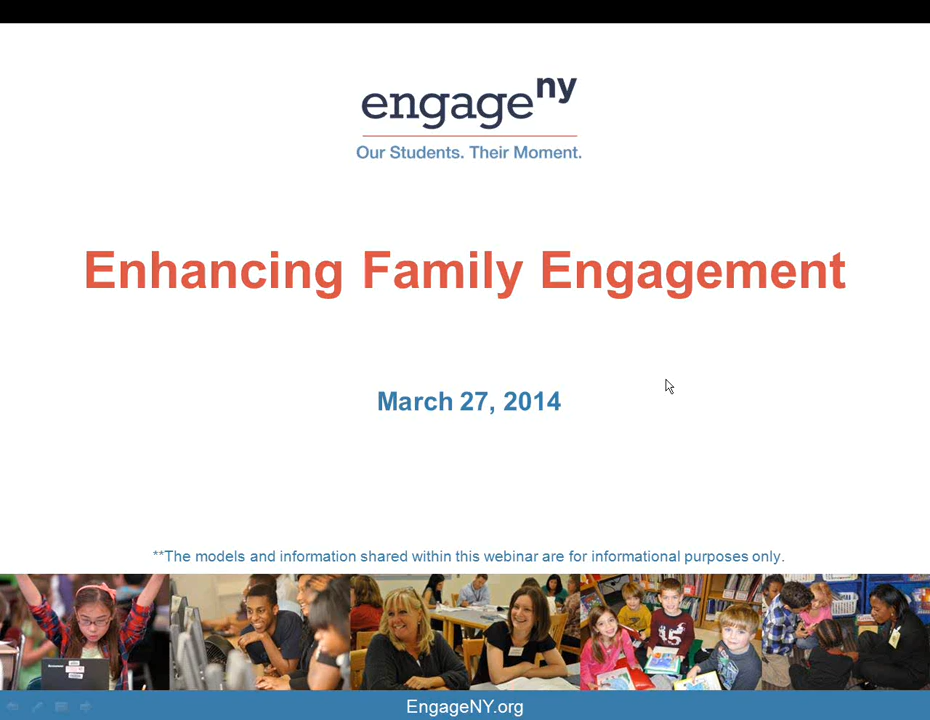 engageny
Our Students. Their Moment.
Enhancing Family Engagement
March 27, 2014
**The models and information shared within this webinar are for informational purposes only.
15
EngageNY.org